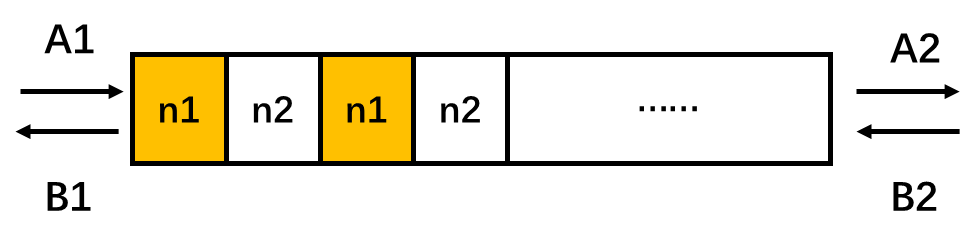 A1
A2
n1 n2 n1 n2 ......
B1
B2